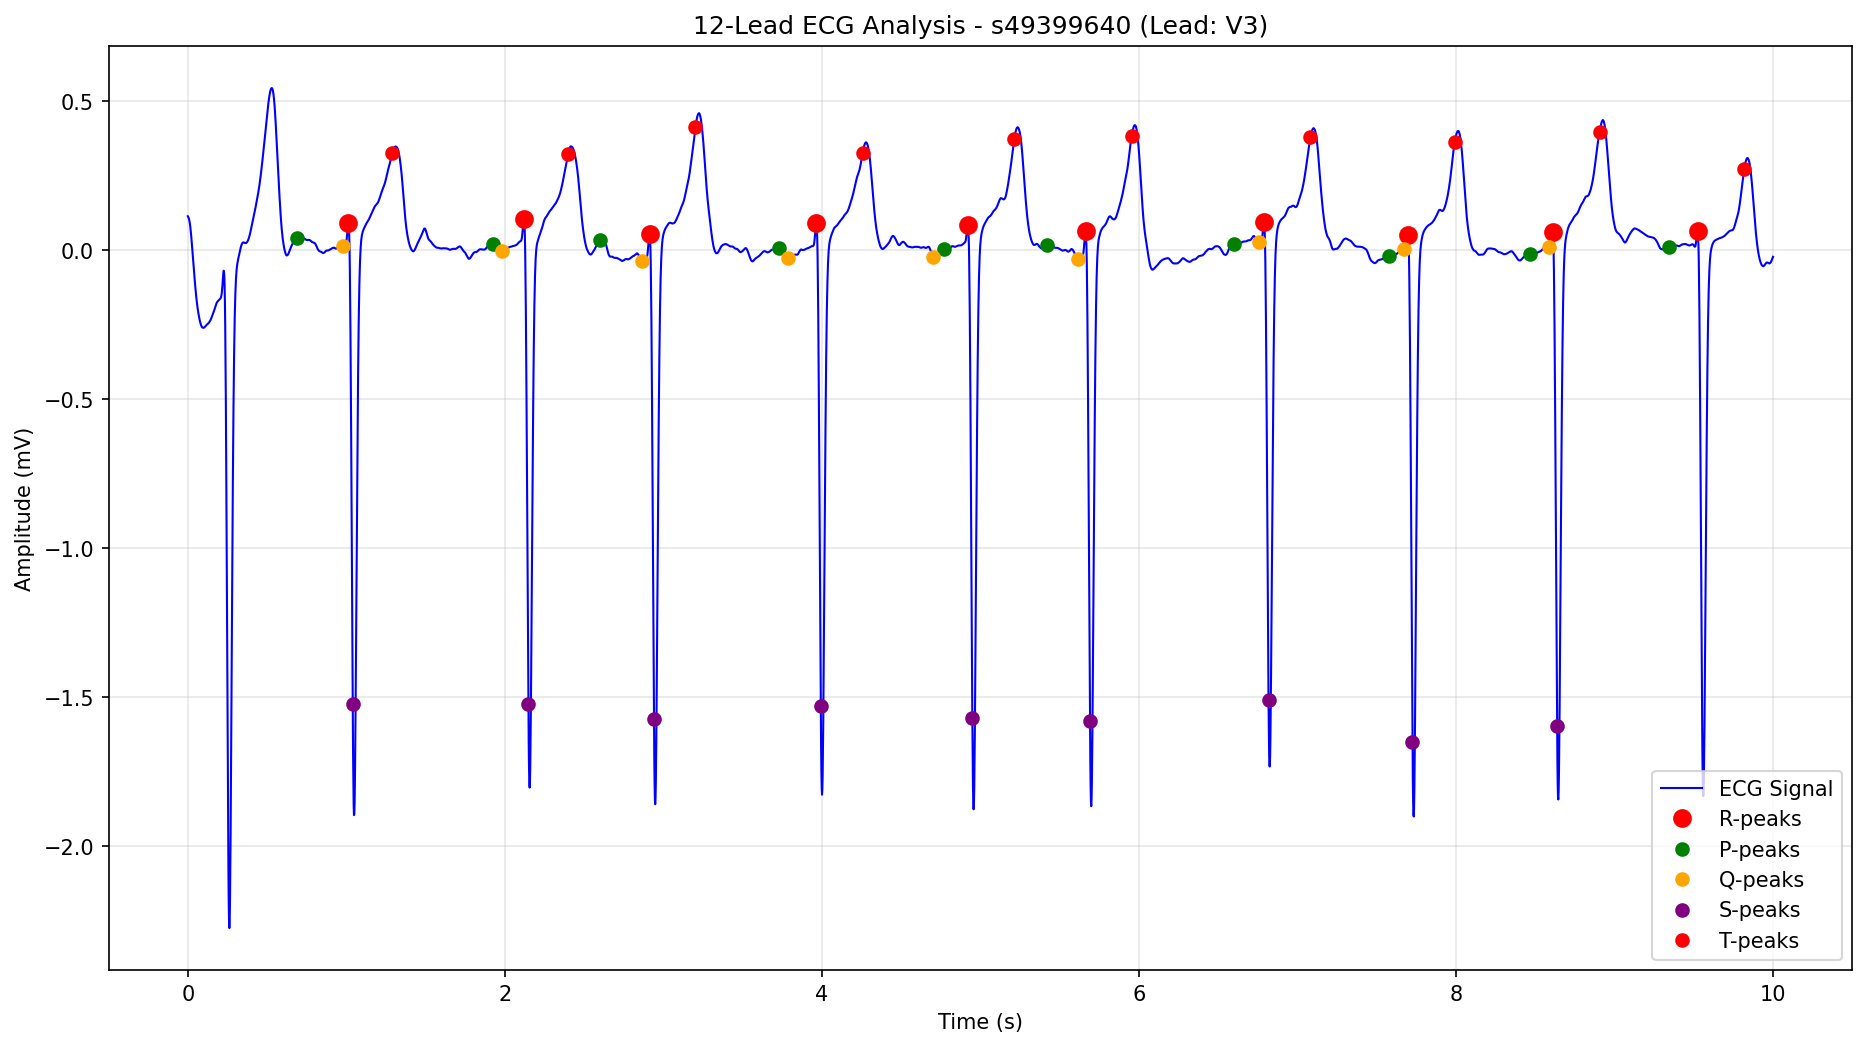 12-Lead ECG Analysis - s49399640 (Lead: V3)
Amplitude (mV)
0.5
0.0
−0.5
−1.0
−1.5
−2.0
0
2
4
6
8
10
Time (s)
ECG Signal
R-peaks
P-peaks
Q-peaks
S-peaks
T-peaks